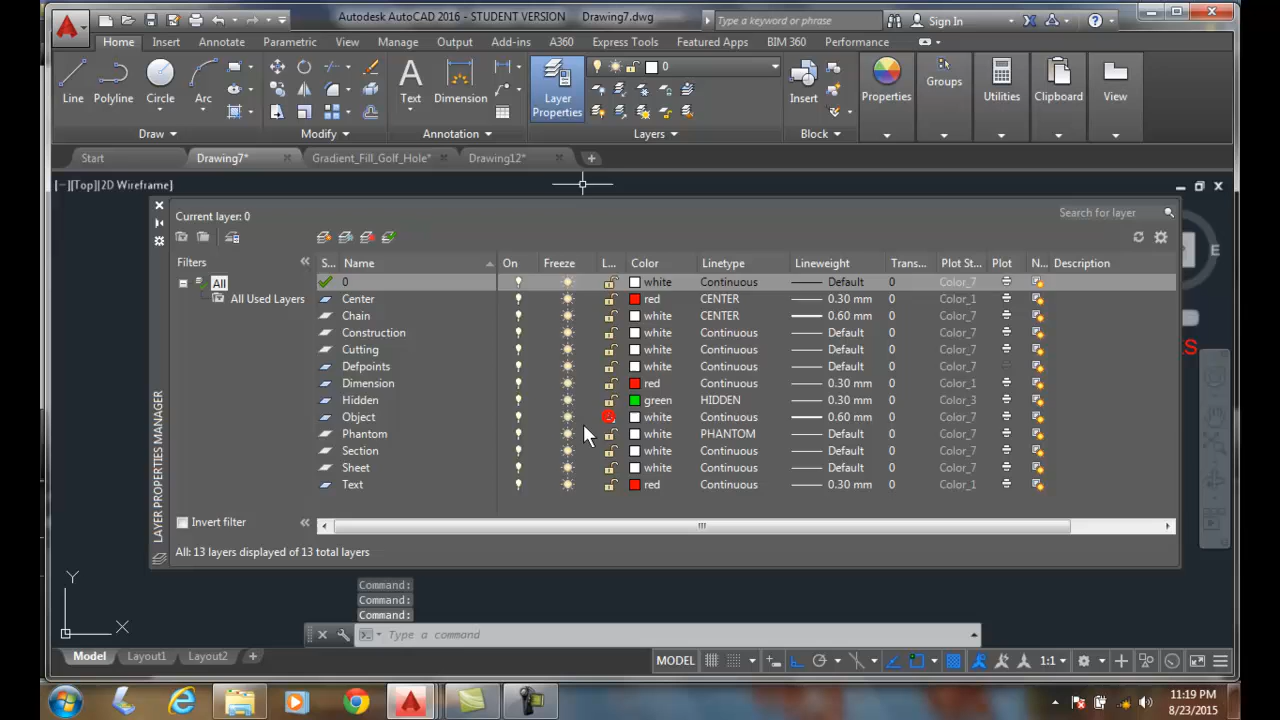 Autodesk AutoCAD 2016 - STUDENT VERSION Drawing7.dwg Type a keyword or phrase Sign In
Home Insert Annotate Parametric View Manage Output Add-ins A360 Express Tools Featured Apps BIM 360 Performance
0
Line Polyline Circle Arc Text Dimension Layer Properties Insert Properties Groups Utilities Clipboard View
Draw Modify Annotation Layers Block
Start Drawing7* Gradient_Fill_Golf_Hole* Drawing12*
[−][Top][2D Wireframe]
Current layer: 0 Search for layer
Filters S... Name On Freeze L... Color Linetype Lineweight Trans... Plot St... Plot N... Description
All 0 white Continuous Default 0 Color_7
All Used Layers Center red CENTER 0.30 mm 0 Color_1
Chain white CENTER 0.60 mm 0 Color_7
Construction white Continuous Default 0 Color_7
Cutting white Continuous Default 0 Color_7
Defpoints white Continuous Default 0 Color_7
Dimension red Continuous 0.30 mm 0 Color_1
Hidden green HIDDEN 0.30 mm 0 Color_3
Object white Continuous 0.60 mm 0 Color_7
Phantom white PHANTOM Default 0 Color_7
Section white Continuous Default 0 Color_7
Sheet white Continuous Default 0 Color_7
Text red Continuous 0.30 mm 0 Color_1
E
S
LAYER PROPERTIES MANAGER
Invert filter
All: 13 layers displayed of 13 total layers
Command:
Command:
Command:
Type a command
Y
X
Model Layout1 Layout2 + MODEL 1:1
11:19 PM
8/23/2015